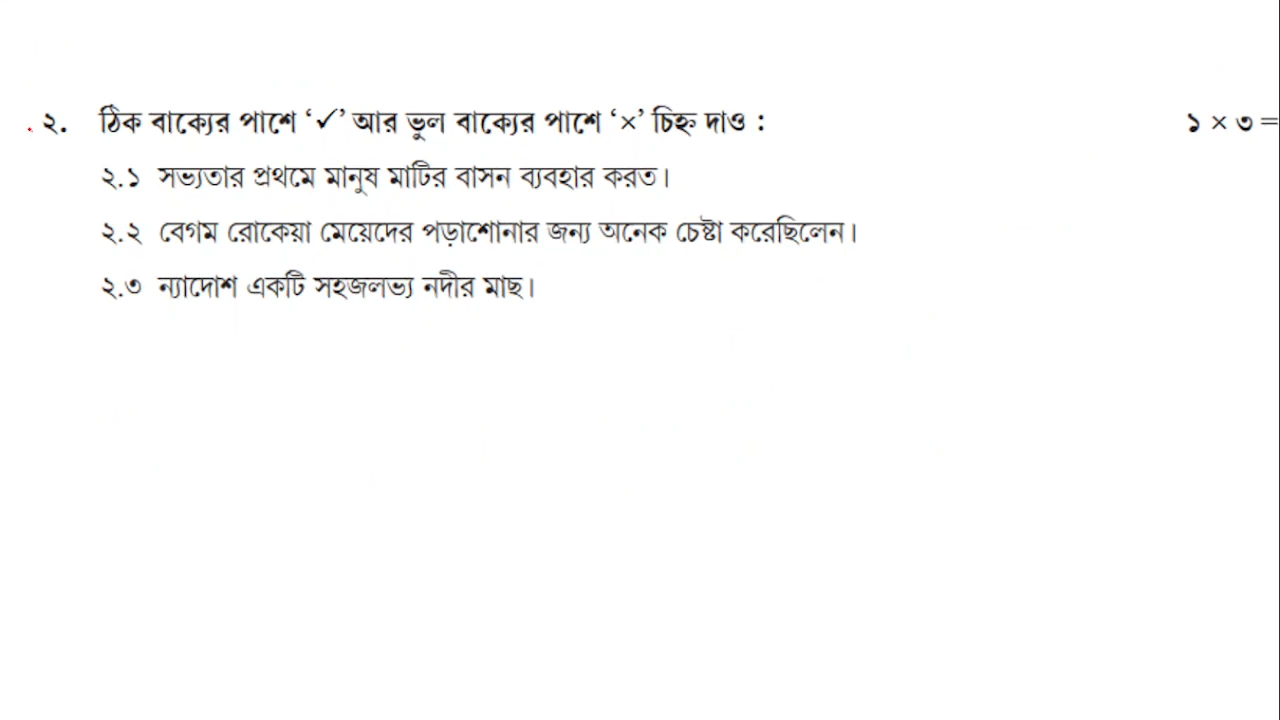 ২. ঠিক বাক্যের পাশে ‘✓’ আর ভুল বাক্যের পাশে ‘×’ চিহ্ন দাও : ১ × ৩ =
২.১ সভ্যতার প্রথমে মানুষ মাটির বাসন ব্যবহার করত।
২.২ বেগম রোকেয়া মেয়েদের পড়াশোনার জন্য অনেক চেষ্টা করেছিলেন।
২.৩ ন্যাদোশ একটি সহজলভ্য নদীর মাছ।